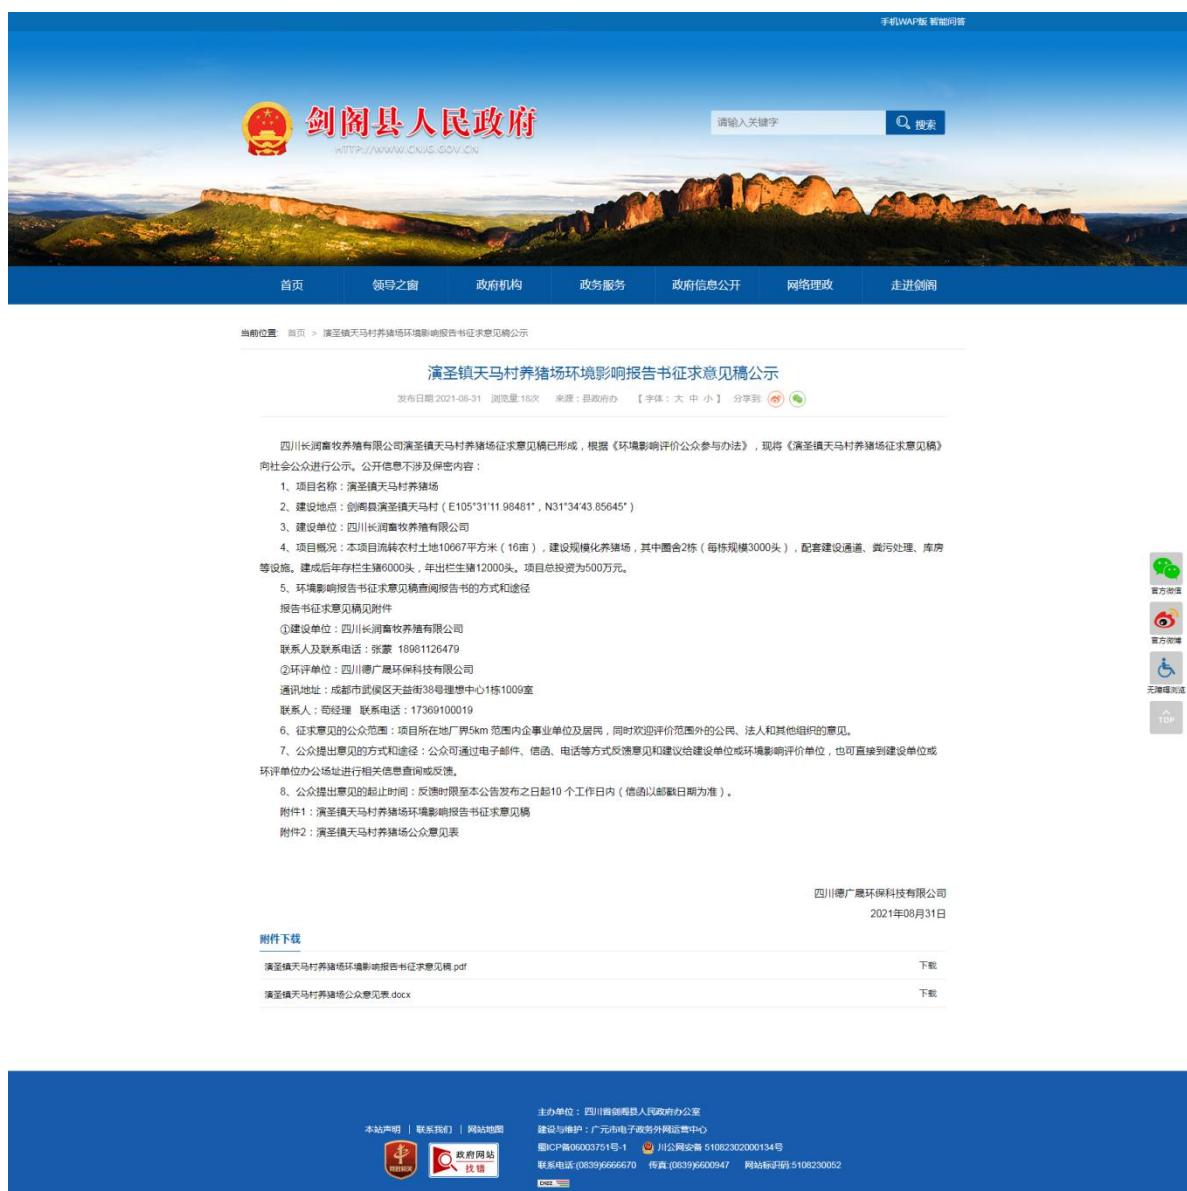 手机WAP版 智能问答
剑阁县人民政府
HTTP://WWW.CNJG.GOV.CN
请输入关键字 搜索
首页 领导之窗 政府机构 政务服务 政府信息公开 网络理政 走进剑阁
当前位置: 首页 > 演圣镇天马村养猪场环境影响报告书征求意见稿公示
演圣镇天马村养猪场环境影响报告书征求意见稿公示
发布日期:2021-08-31 浏览量:18次 来源：县政府办 【 字体： 大 中 小 】 分享到:
四川长润畜牧养殖有限公司演圣镇天马村养猪场征求意见稿已形成，根据《环境影响评价公众参与办法》，现将《演圣镇天马村养猪场征求意见稿》
向社会公众进行公示。公开信息不涉及保密内容：
1、项目名称：演圣镇天马村养猪场
2、建设地点：剑阁县演圣镇天马村（E105°31'11.98481"，N31°34'43.85645"）
3、建设单位：四川长润畜牧养殖有限公司
4、项目概况：本项目流转农村土地10667平方米（16亩），建设规模化养猪场，其中圈舍2栋（每栋规模3000头），配套建设通道、粪污处理、库房
等设施。建成后年存栏生猪6000头，年出栏生猪12000头。项目总投资为500万元。
5、环境影响报告书征求意见稿查阅报告书的方式和途径
报告书征求意见稿见附件
①建设单位：四川长润畜牧养殖有限公司
联系人及联系电话：张蒙 18981126479
②环评单位：四川德广晟环保科技有限公司
通讯地址：成都市武侯区天益街38号理想中心1栋1009室
联系人：苟经理 联系电话：17369100019
6、征求意见的公众范围：项目所在地厂界5km 范围内企事业单位及居民，同时欢迎评价范围外的公民、法人和其他组织的意见。
7、公众提出意见的方式和途径：公众可通过电子邮件、信函、电话等方式反馈意见和建议给建设单位或环境影响评价单位，也可直接到建设单位或
环评单位办公场址进行相关信息查询或反馈。
8、公众提出意见的起止时间：反馈时限至本公告发布之日起10 个工作日内（信函以邮戳日期为准）。
附件1：演圣镇天马村养猪场环境影响报告书征求意见稿
附件2：演圣镇天马村养猪场公众意见表
四川德广晟环保科技有限公司
2021年08月31日
附件下载
演圣镇天马村养猪场环境影响报告书征求意见稿.pdf 下载
演圣镇天马村养猪场公众意见表.docx 下载
官方微信
官方微博
无障碍浏览
TOP
主办单位： 四川省剑阁县人民政府办公室
本站声明 | 联系我们 | 网站地图
建设与维护：广元市电子政务外网运营中心
蜀ICP备06003751号-1 川公网安备 51082302000134号
联系电话:(0839)6666670 传真:(0839)6600947 网站标识码:5108230052
党政机关
政府网站
找错
CNZZ